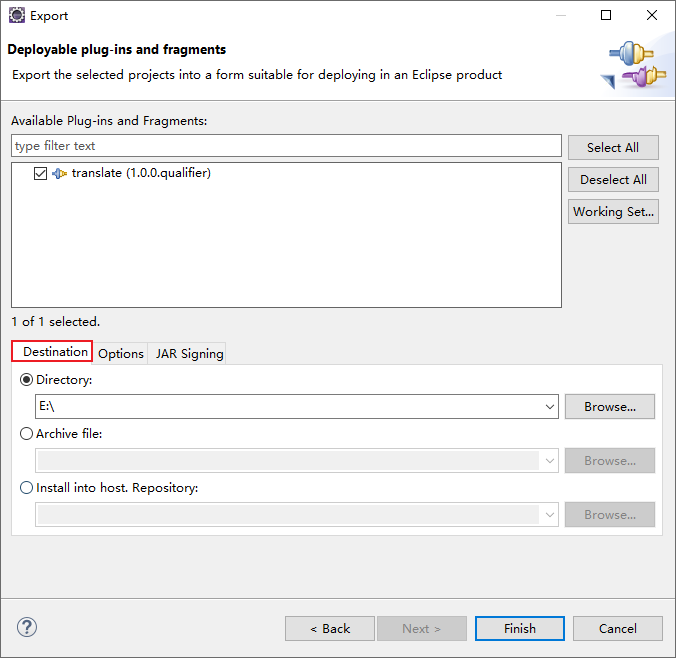 Export
Deployable plug-ins and fragments
Export the selected projects into a form suitable for deploying in an Eclipse product
Available Plug-ins and Fragments:
type filter text
Select All
translate (1.0.0.qualifier)
Deselect All
Working Set...
1 of 1 selected.
Destination Options JAR Signing
Directory:
E:\ Browse...
Archive file:
Browse...
Install into host. Repository:
Browse...
? < Back Next > Finish Cancel